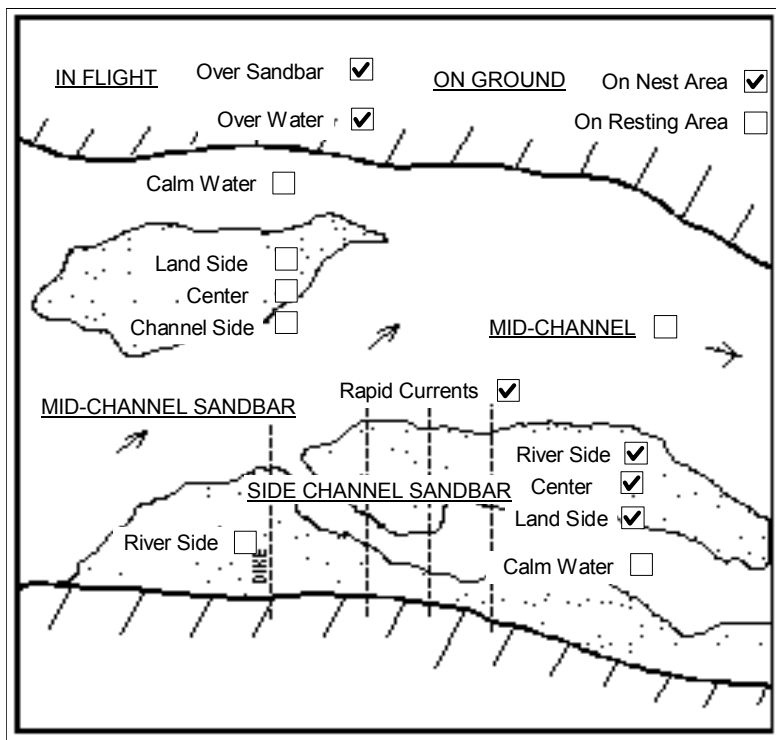 IN FLIGHT Over Sandbar ON GROUND On Nest Area
Over Water On Resting Area
Calm Water
Land Side
Center
Channel Side
MID-CHANNEL
Rapid Currents
MID-CHANNEL SANDBAR
River Side
SIDE CHANNEL SANDBAR Center
Land Side
River Side
DIKE
Calm Water